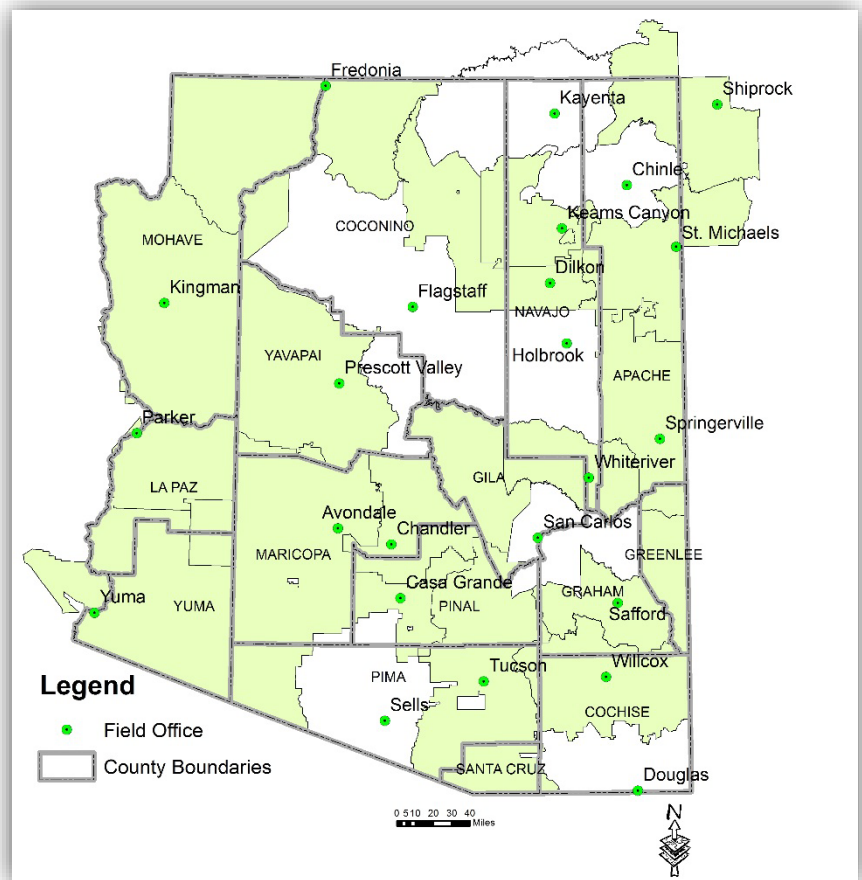 Fredonia
Shiprock
Kayenta
Chinle
Keams Canyon
COCONINO
MOHAVE
St. Michaels
Dilkon
Kingman
Flagstaff
NAVAJO
YAVAPAI
Holbrook
Prescott Valley
APACHE
Parker
Springerville
GILA
Whiteriver
LA PAZ
Avondale
San Carlos
Chandler
MARICOPA
GREENLEE
Casa Grande
GRAHAM
Yuma
YUMA
PINAL
Safford
Tucson
Willcox
PIMA
Legend
Sells
COCHISE
Field Office
County Boundaries
SANTA CRUZ
Douglas
0 5 10 20 30 40
Miles
N